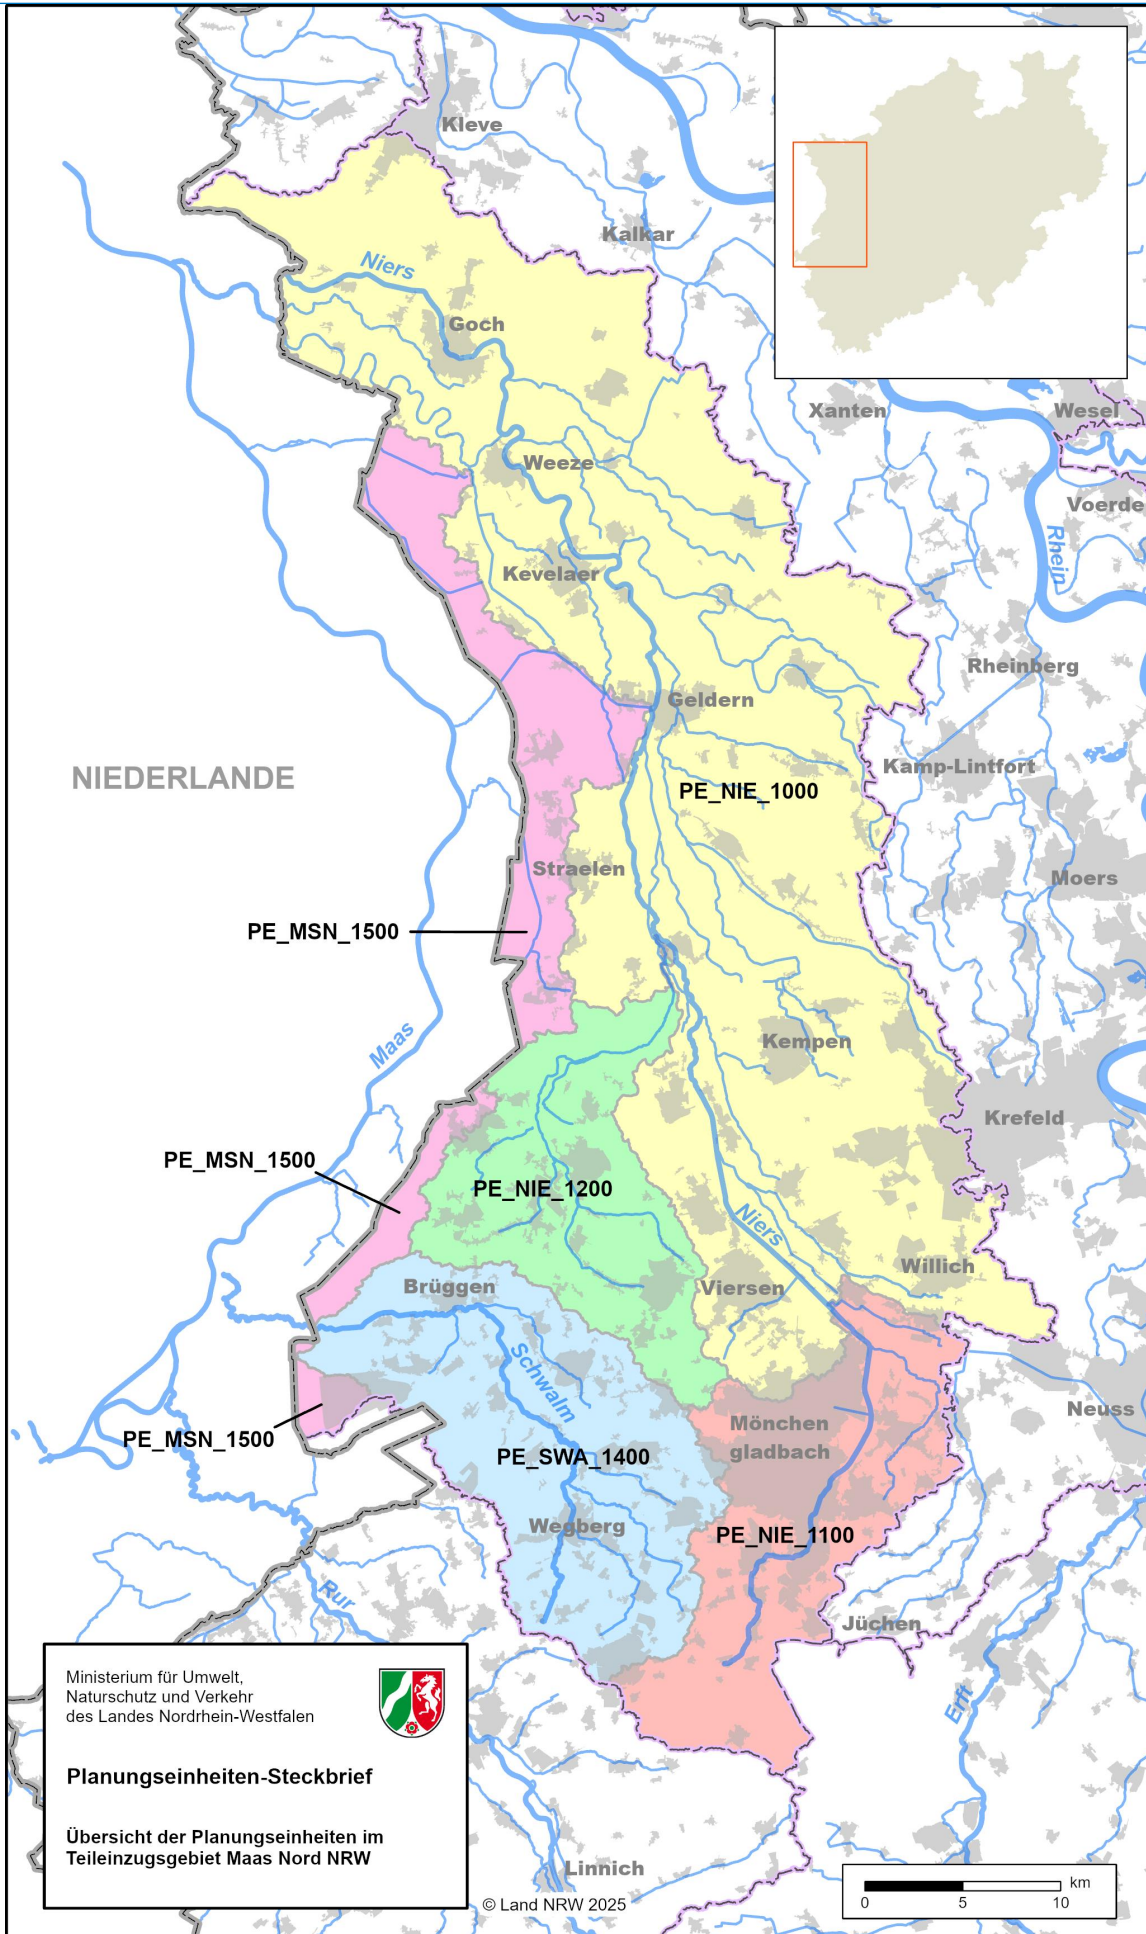 Kleve
Kalkar
Niers
Goch
Xanten
Wesel
Weeze
Voerde
Rhein
Kevelaer
Rheinberg
Geldern
Kamp-Lintfort
NIEDERLANDE
PE_NIE_1000
Straelen
Moers
PE_MSN_1500
Maas
Kempen
Krefeld
PE_MSN_1500
PE_NIE_1200
Niers
Willich
Brüggen
Viersen
Schwalm
Neuss
Mönchen
gladbach
PE_MSN_1500
PE_SWA_1400
Wegberg
PE_NIE_1100
Rur
Jüchen
Erft
Ministerium für Umwelt,
Naturschutz und Verkehr
des Landes Nordrhein-Westfalen
Planungseinheiten-Steckbrief
Übersicht der Planungseinheiten im
Teileinzugsgebiet Maas Nord NRW
Linnich
© Land NRW 2025
km
0 5 10